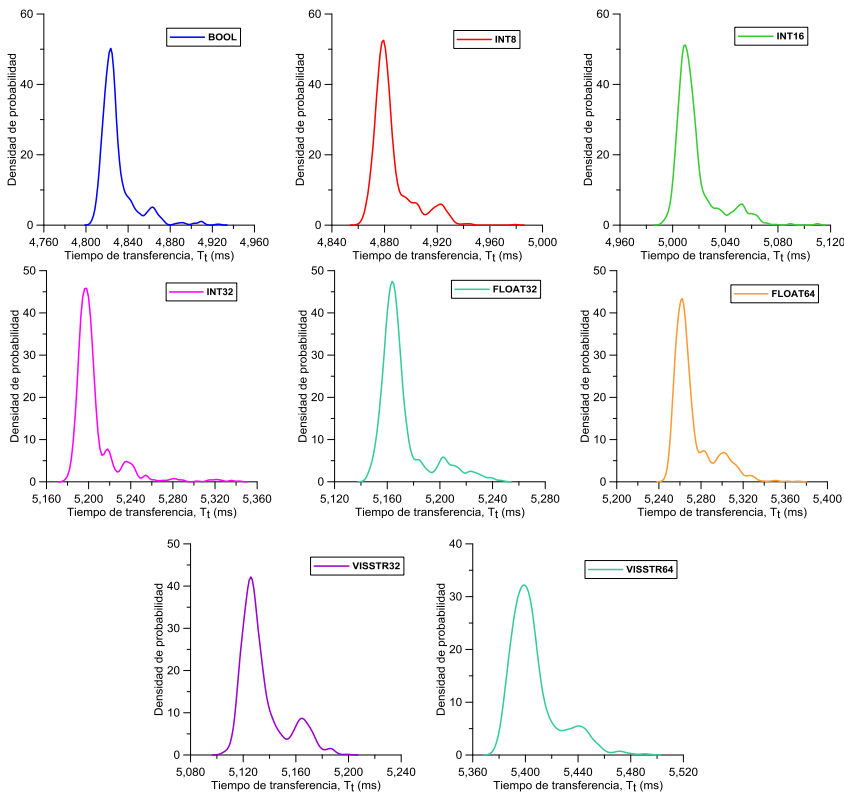 60
40
20
0
Densidad de probabilidad
BOOL
4,760 4,800 4,840 4,880 4,920 4,960
Tiempo de transferencia, Tt (ms)
60
40
20
0
Densidad de probabilidad
INT8
4,840 4,880 4,920 4,960 5,000
Tiempo de transferencia, Tt (ms)
60
40
20
0
Densidad de probabilidad
INT16
4,960 5,000 5,040 5,080 5,120
Tiempo de transferencia, Tt (ms)
50
40
30
20
10
0
Densidad de probabilidad
INT32
5,160 5,200 5,240 5,280 5,320 5,360
Tiempo de transferencia, Tt (ms)
50
40
30
20
10
0
Densidad de probabilidad
FLOAT32
5,120 5,160 5,200 5,240 5,280
Tiempo de transferencia, Tt (ms)
50
40
30
20
10
0
Densidad de probabilidad
FLOAT64
5,200 5,240 5,280 5,320 5,360 5,400
Tiempo de transferencia, Tt (ms)
50
40
30
20
10
0
Densidad de probabilidad
VISSTR32
5,080 5,120 5,160 5,200 5,240
Tiempo de transferencia, Tt (ms)
40
30
20
10
0
Densidad de probabilidad
VISSTR64
5,360 5,400 5,440 5,480 5,520
Tiempo de transferencia, Tt (ms)